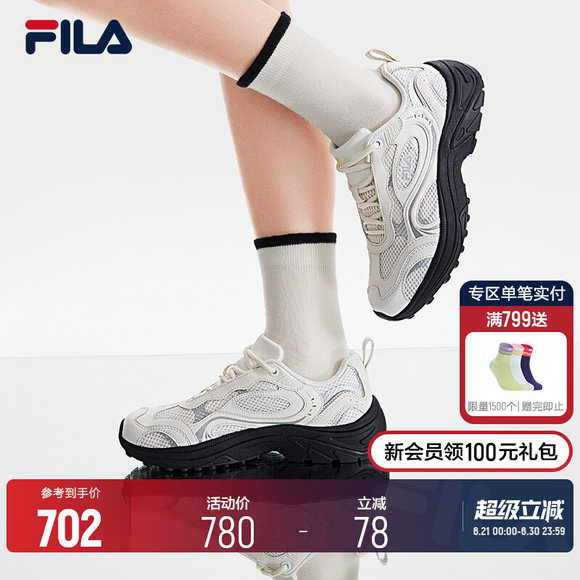 FILA
FILA
专区单笔实付
满799送
限量1500个|赠完即止
新会员领100元礼包
参考到手价
702
活动价
780
-
立减
78
超级立减
6.21 00:00-6.30 23:59